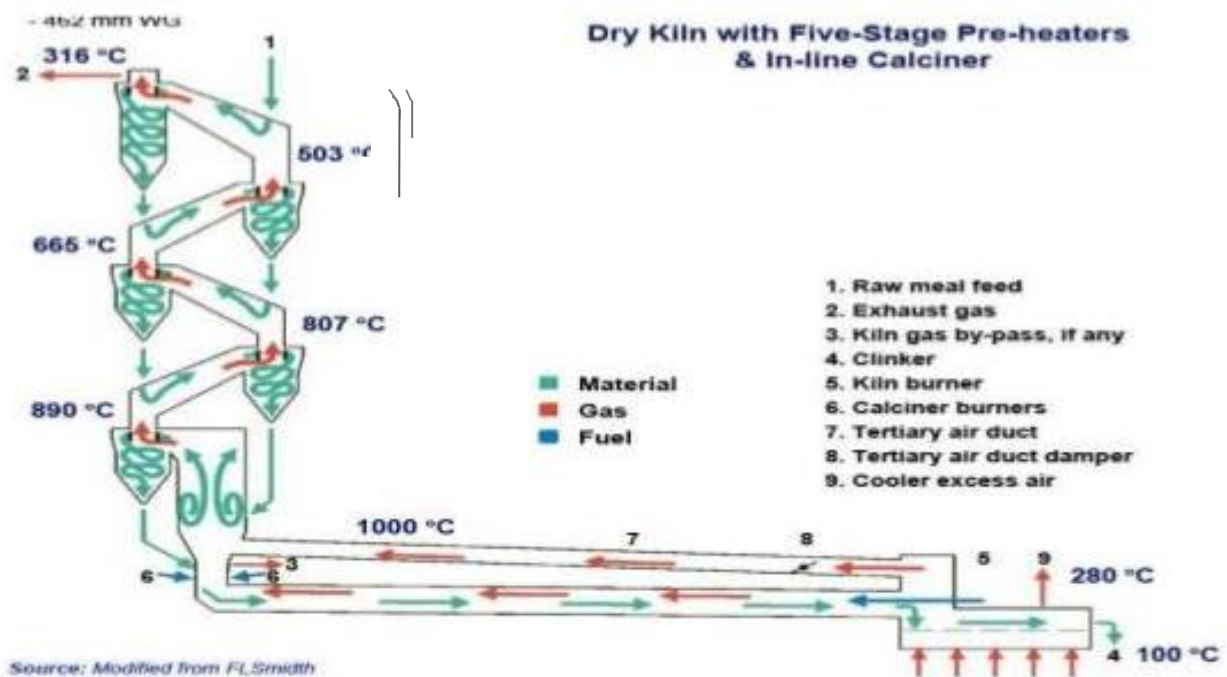 - 462 mm WG
316 °C
1
2
Dry Kiln with Five-Stage Pre-heaters
& In-line Calciner
503 °C
665 °C
807 °C
890 °C
Material
Gas
Fuel
1. Raw meal feed
2. Exhaust gas
3. Kiln gas by-pass, if any
4. Clinker
5. Kiln burner
6. Calciner burners
7. Tertiary air duct
8. Tertiary air duct damper
9. Cooler excess air
1000 °C
7
8
5
9
280 °C
3
6
6
4
100 °C
Source: Modified from FLSmidth